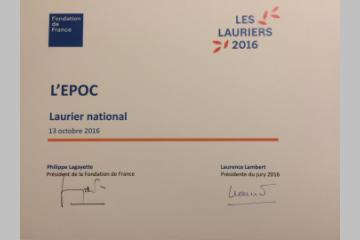 Fondation
de
France
LES
LAURIERS
2016
L'EPOC
Laurier national
13 octobre 2016
Philippe Lagayette
Président de la Fondation de France
Laurence Lambert
Présidente du jury 2016